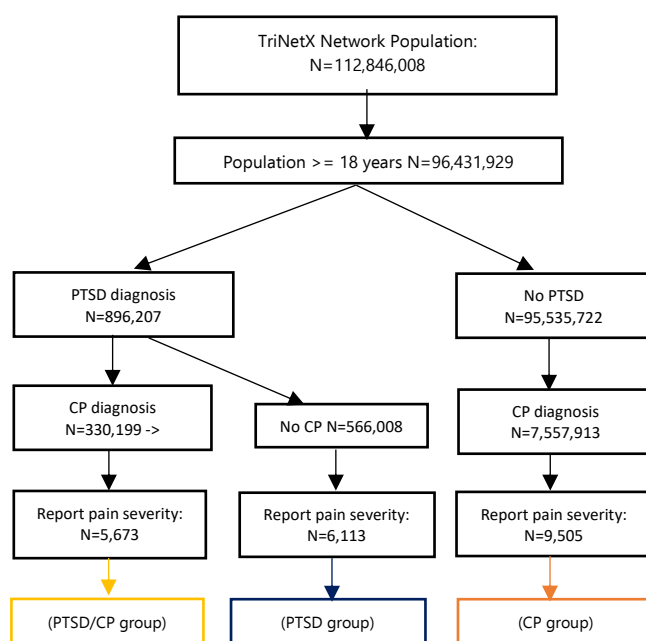 TriNetX Network Population:
N=112,846,008
Population >= 18 years N=96,431,929
PTSD diagnosis
N=896,207
No PTSD
N=95,535,722
CP diagnosis
N=330,199 ->
No CP N=566,008
CP diagnosis
N=7,557,913
Report pain severity:
N=5,673
Report pain severity:
N=6,113
Report pain severity:
N=9,505
(PTSD/CP group)
(PTSD group)
(CP group)